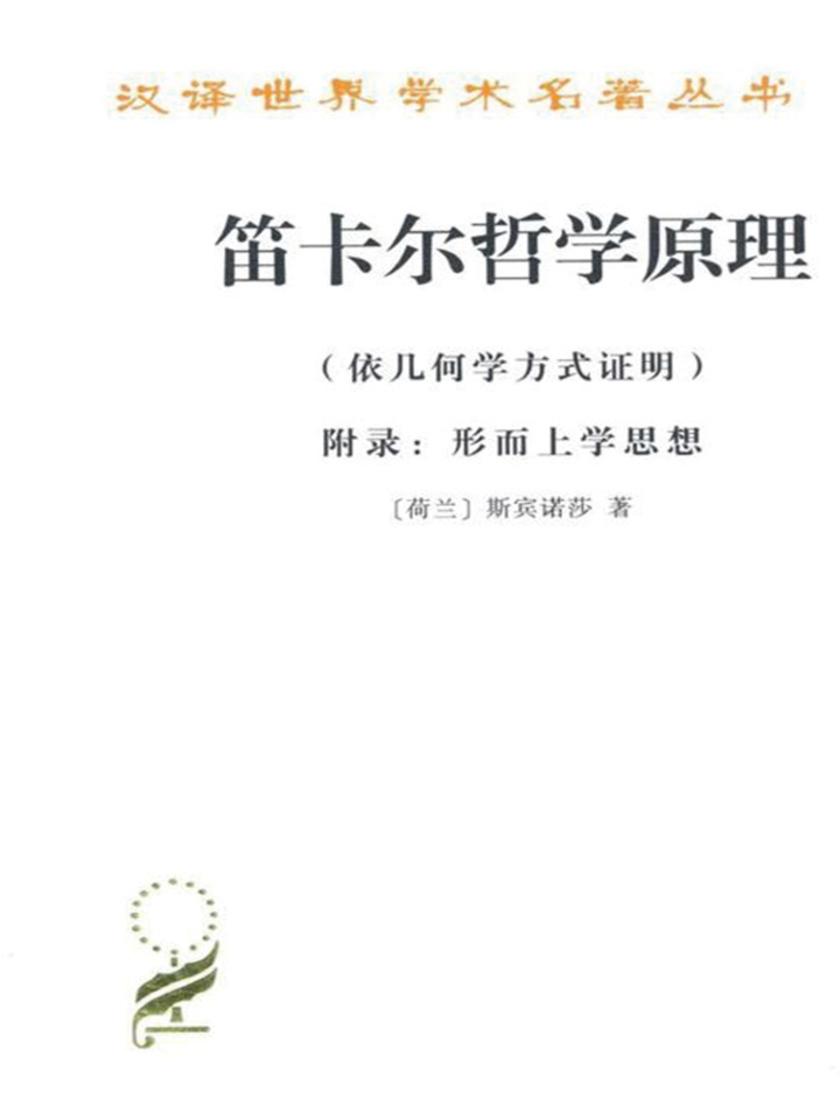 汉译世界学术名著丛书
笛卡尔哲学原理
（依几何学方式证明）
附录：形而上学思想
〔荷兰〕斯宾诺莎 著